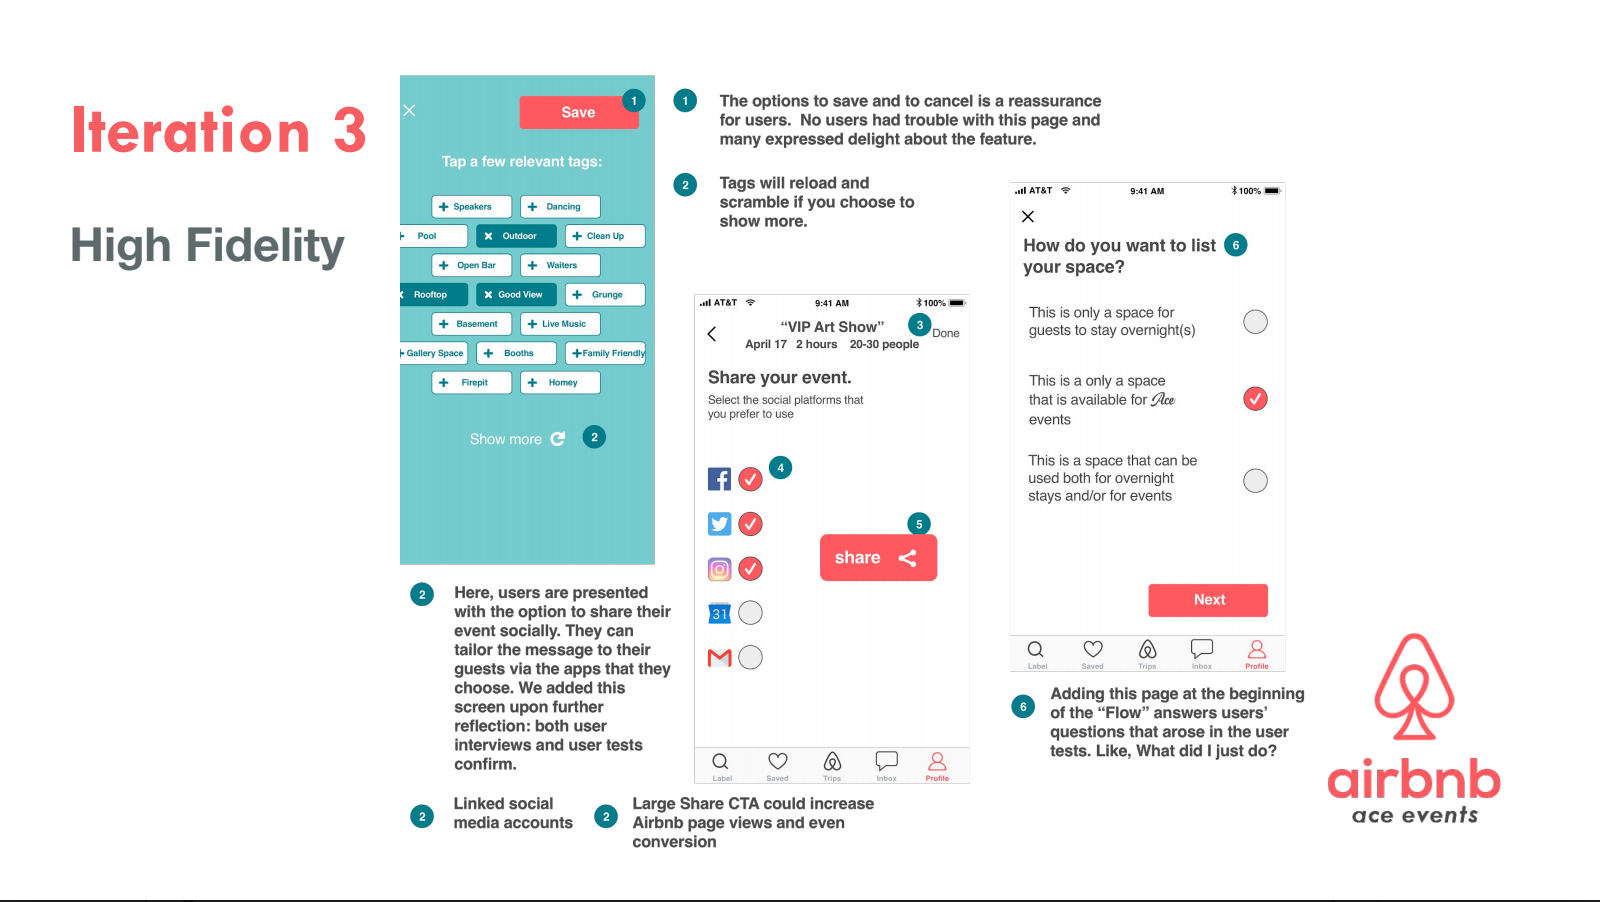 Iteration 3
High Fidelity
Save
1
Tap a few relevant tags:
Speakers
Dancing
Pool
Outdoor
Clean Up
Open Bar
Waiters
Rooftop
Good View
Grunge
Basement
Live Music
Gallery Space
Booths
Family Friendly
Firepit
Homey
Show more
2
1
The options to save and to cancel is a reassurance
for users. No users had trouble with this page and
many expressed delight about the feature.
2
Tags will reload and
scramble if you choose to
show more.
2
Here, users are presented
with the option to share their
event socially. They can
tailor the message to their
guests via the apps that they
choose. We added this
screen upon further
reflection: both user
interviews and user tests
confirm.
AT&T
9:41 AM
100%
“VIP Art Show”
3
Done
April 17 2 hours 20-30 people
Share your event.
Select the social platforms that
you prefer to use
4
5
share
31
Label
Saved
Trips
Inbox
Profile
2
Linked social
media accounts
2
Large Share CTA could increase
Airbnb page views and even
conversion
AT&T
9:41 AM
100%
How do you want to list
your space?
6
This is only a space for
guests to stay overnight(s)
This is a only a space
that is available for Ace
events
This is a space that can be
used both for overnight
stays and/or for events
Next
Label
Saved
Trips
Inbox
Profile
6
Adding this page at the beginning
of the “Flow” answers users’
questions that arose in the user
tests. Like, What did I just do?
airbnb
ace events